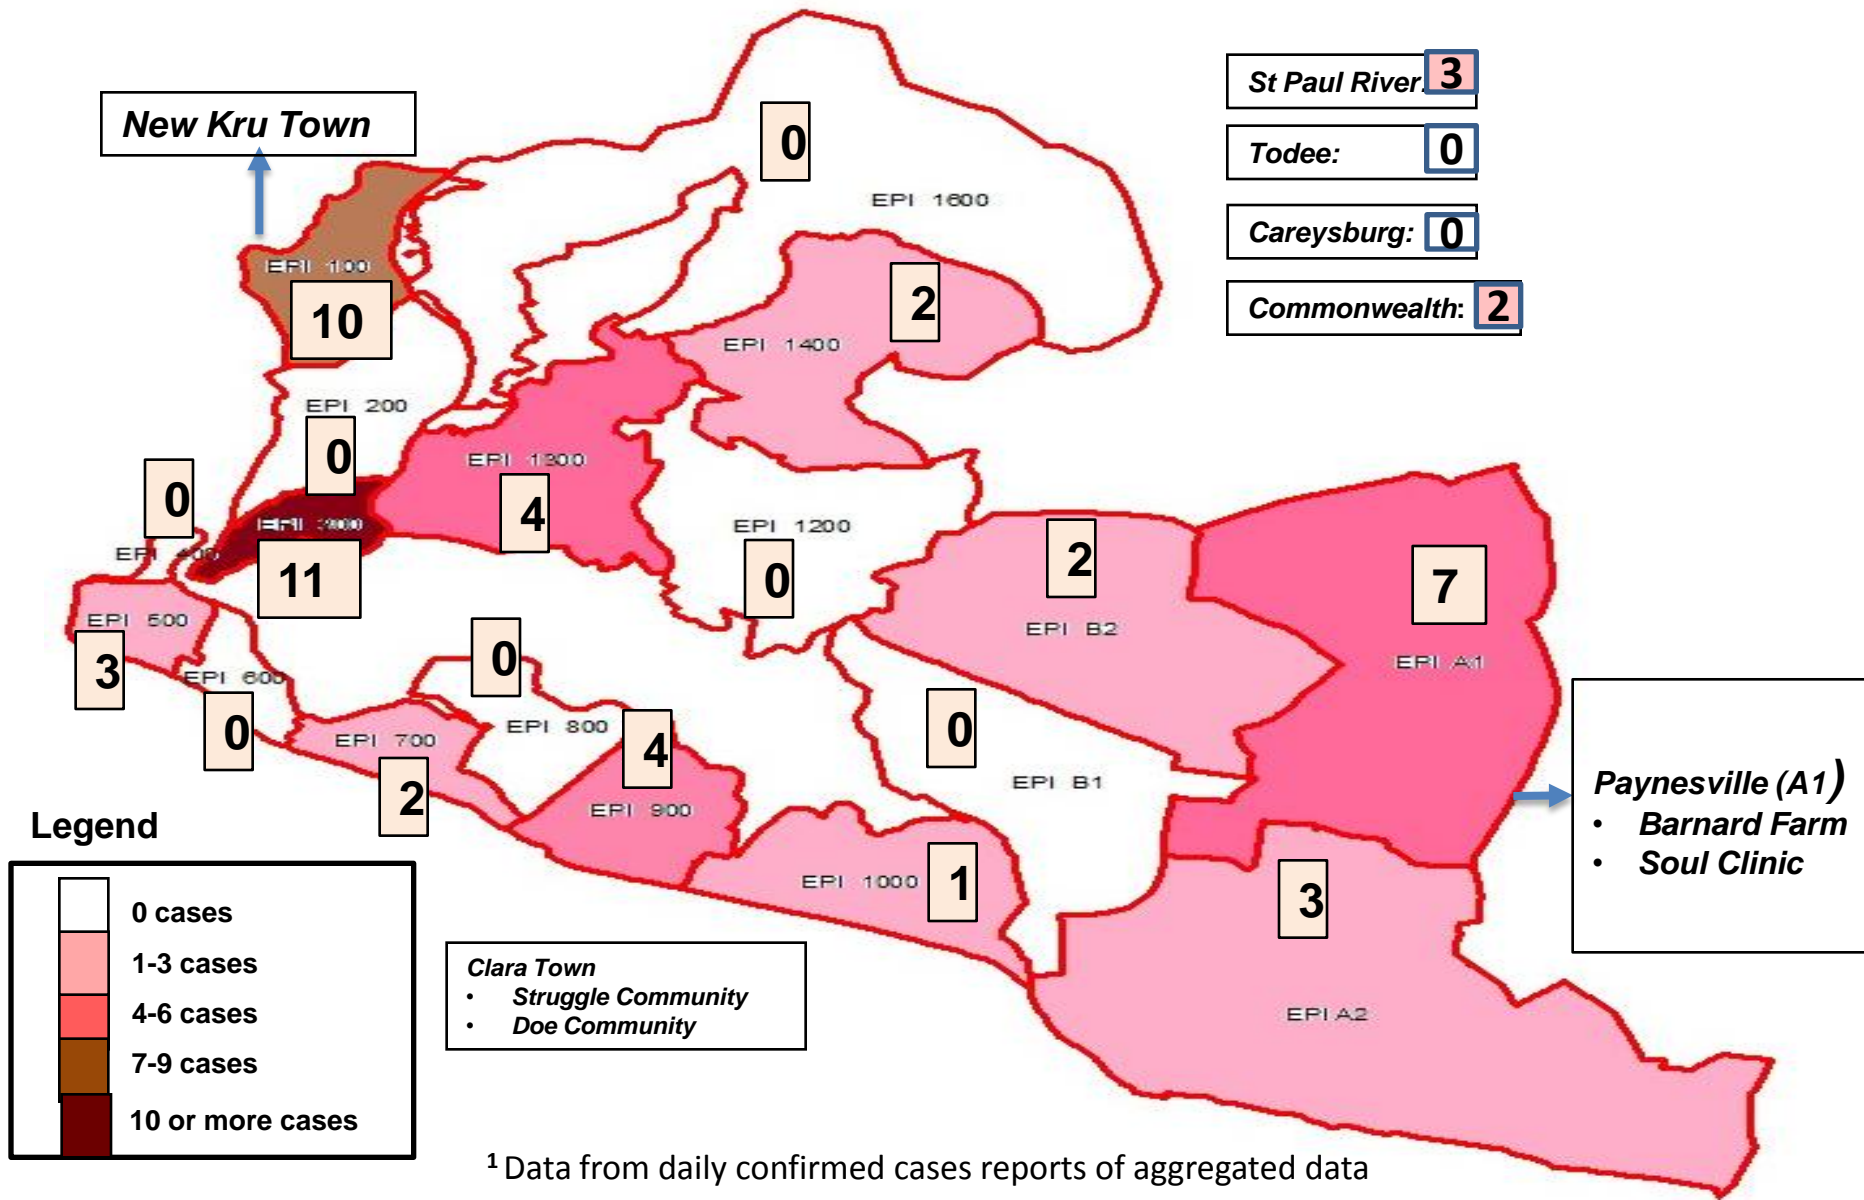 New Kru Town
St Paul River:
3
Todee:
0
Careysburg:
0
Commonwealth:
2
0
EPI 1600
EPI 100
10
2
EPI 1400
EPI 200
0
EPI 1300
4
0
EPI 400
11
EPI 1200
0
2
EPI B2
7
EPI A1
EPI 500
3
EPI 600
0
0
EPI 800
EPI 700
2
4
EPI 900
0
EPI B1
EPI 1000
1
3
EPI A2
Paynesville (A1)
• Barnard Farm
• Soul Clinic
Legend
0 cases
1-3 cases
4-6 cases
7-9 cases
10 or more cases
Clara Town
• Struggle Community
• Doe Community
1 Data from daily confirmed cases reports of aggregated data